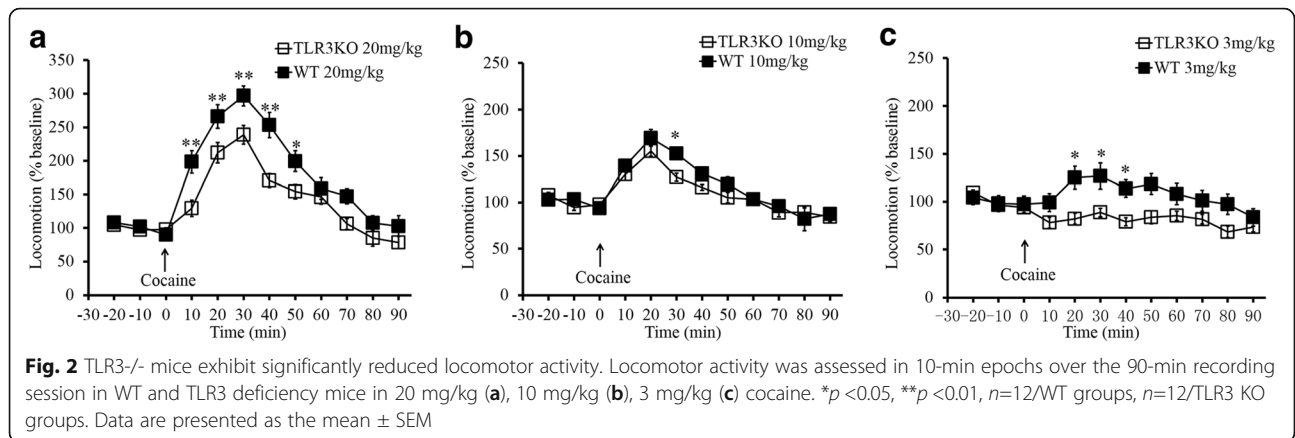 a
TLR3KO 20mg/kg
WT 20mg/kg
350
300
250
200
150
100
50
0
Locomotion (% baseline)
** ** ** ** *
Cocaine
-30 -20 -10 0 10 20 30 40 50 60 70 80 90
Time (min)
b
TLR3KO 10mg/kg
WT 10mg/kg
250
200
150
100
50
0
Locomotion (% baseline)
*
Cocaine
-30 -20 -10 0 10 20 30 40 50 60 70 80 90
Time (min)
c
TLR3KO 3mg/kg
WT 3mg/kg
250
200
150
100
50
0
Locomotion (% baseline)
* * *
Cocaine
−30−20−10 0 10 20 30 40 50 60 70 80 90
Time (min)
Fig. 2 TLR3-/- mice exhibit significantly reduced locomotor activity. Locomotor activity was assessed in 10-min epochs over the 90-min recording
session in WT and TLR3 deficiency mice in 20 mg/kg (a), 10 mg/kg (b), 3 mg/kg (c) cocaine. *p <0.05, **p <0.01, n=12/WT groups, n=12/TLR3 KO
groups. Data are presented as the mean ± SEM